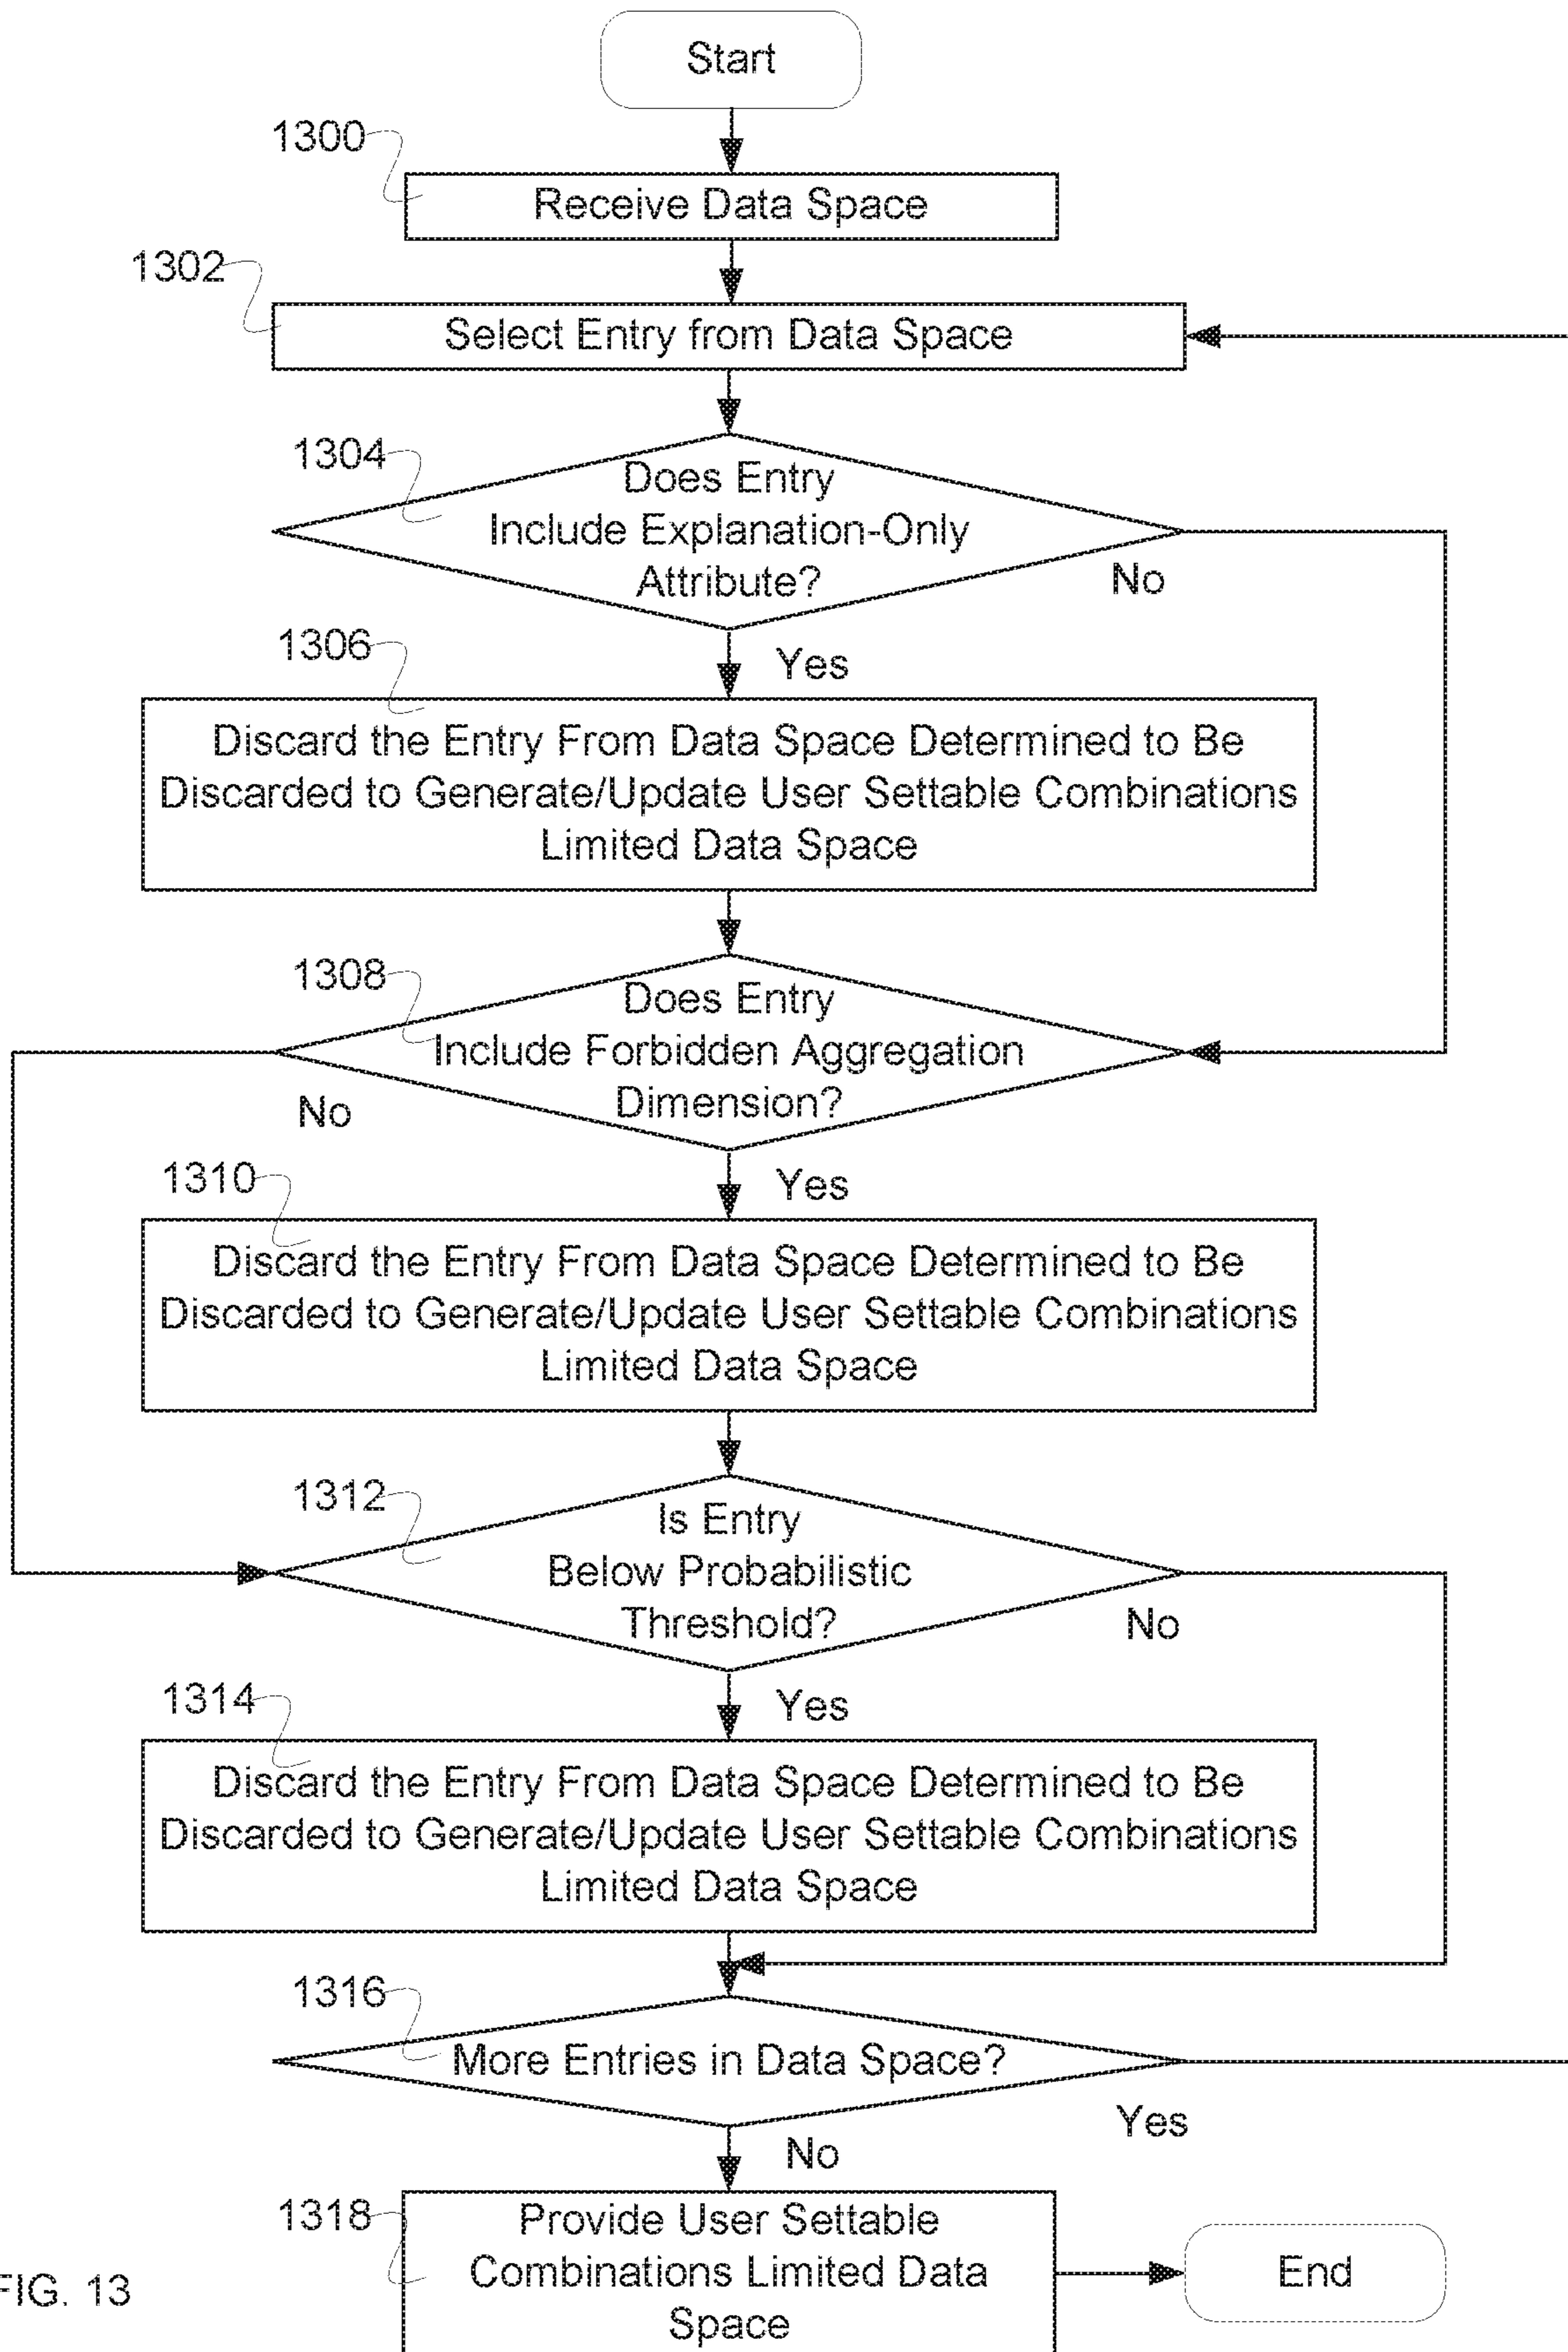 Start
1300
Receive Data Space
1302
Select Entry from Data Space
1304
Does Entry
Include Explanation-Only
Attribute?
No
1306
Yes
Discard the Entry From Data Space Determined to Be
Discarded to Generate/Update User Settable Combinations
Limited Data Space
1308
Does Entry
Include Forbidden Aggregation
Dimension?
No
1310
Yes
Discard the Entry From Data Space Determined to Be
Discarded to Generate/Update User Settable Combinations
Limited Data Space
1312
Is Entry
Below Probabilistic
Threshold?
No
1314
Yes
Discard the Entry From Data Space Determined to Be
Discarded to Generate/Update User Settable Combinations
Limited Data Space
1316
More Entries in Data Space?
Yes
No
1318
Provide User Settable
Combinations Limited Data
Space
End
FIG. 13